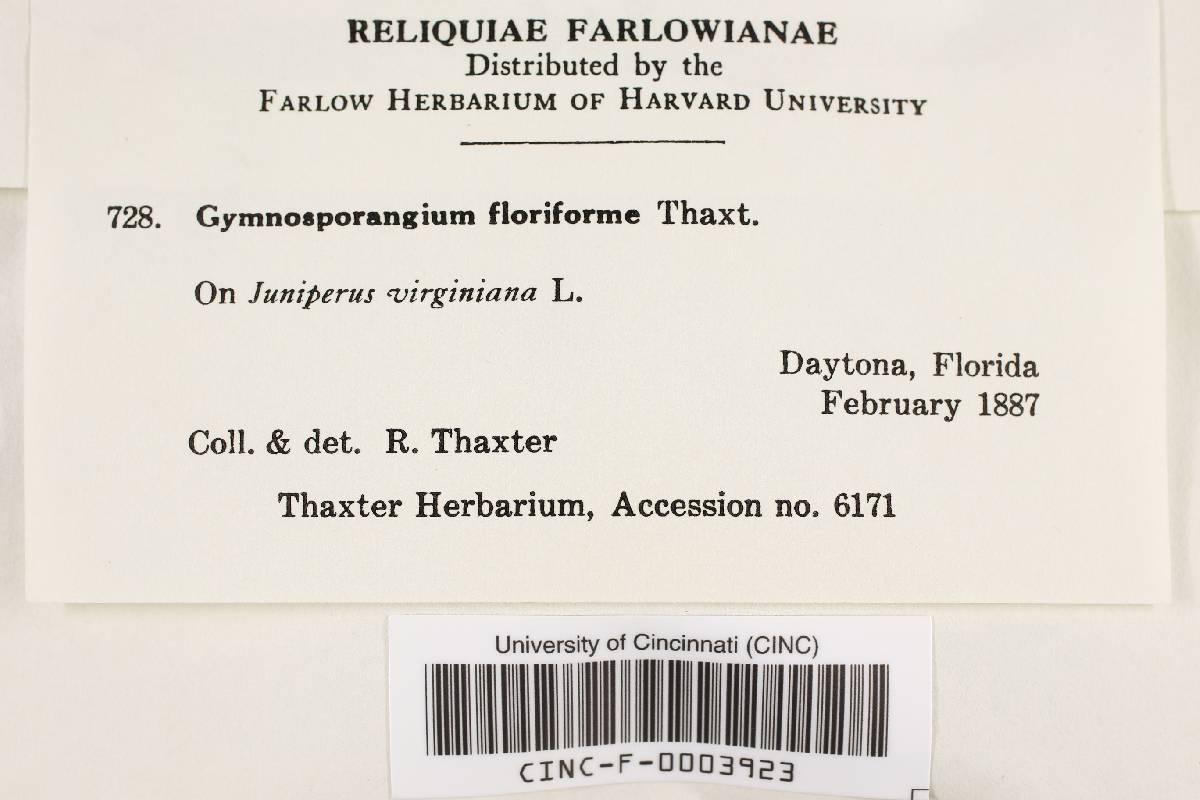 RELIQUIAE FARLOWIANAE
Distributed by the
FARLOW HERBARIUM OF HARVARD UNIVERSITY
728. Gymnosporangium floriforme Thaxt.
On Juniperus virginiana L.
Daytona, Florida
February 1887
Coll. & det. R. Thaxter
Thaxter Herbarium, Accession no. 6171
University of Cincinnati (CINC)
CINC-F-0003923